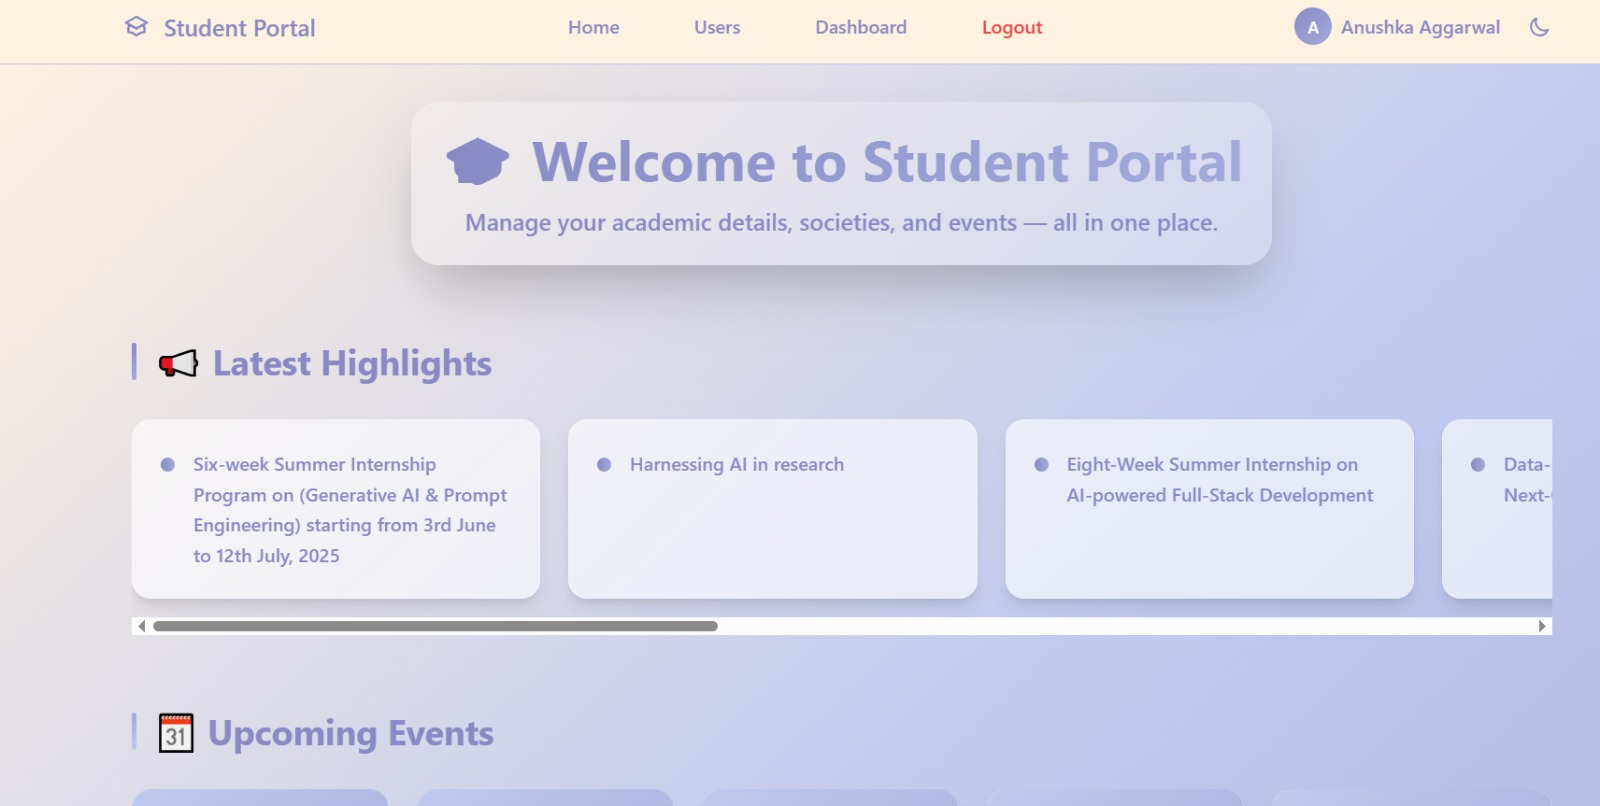 Student Portal
Home
Users
Dashboard
Logout
A
Anushka Aggarwal
Welcome to Student Portal
Manage your academic details, societies, and events — all in one place.
Latest Highlights
Six-week Summer Internship
Program on (Generative AI & Prompt
Engineering) starting from 3rd June
to 12th July, 2025
Harnessing AI in research
Eight-Week Summer Internship on
AI-powered Full-Stack Development
Data-
Next-
31
Upcoming Events